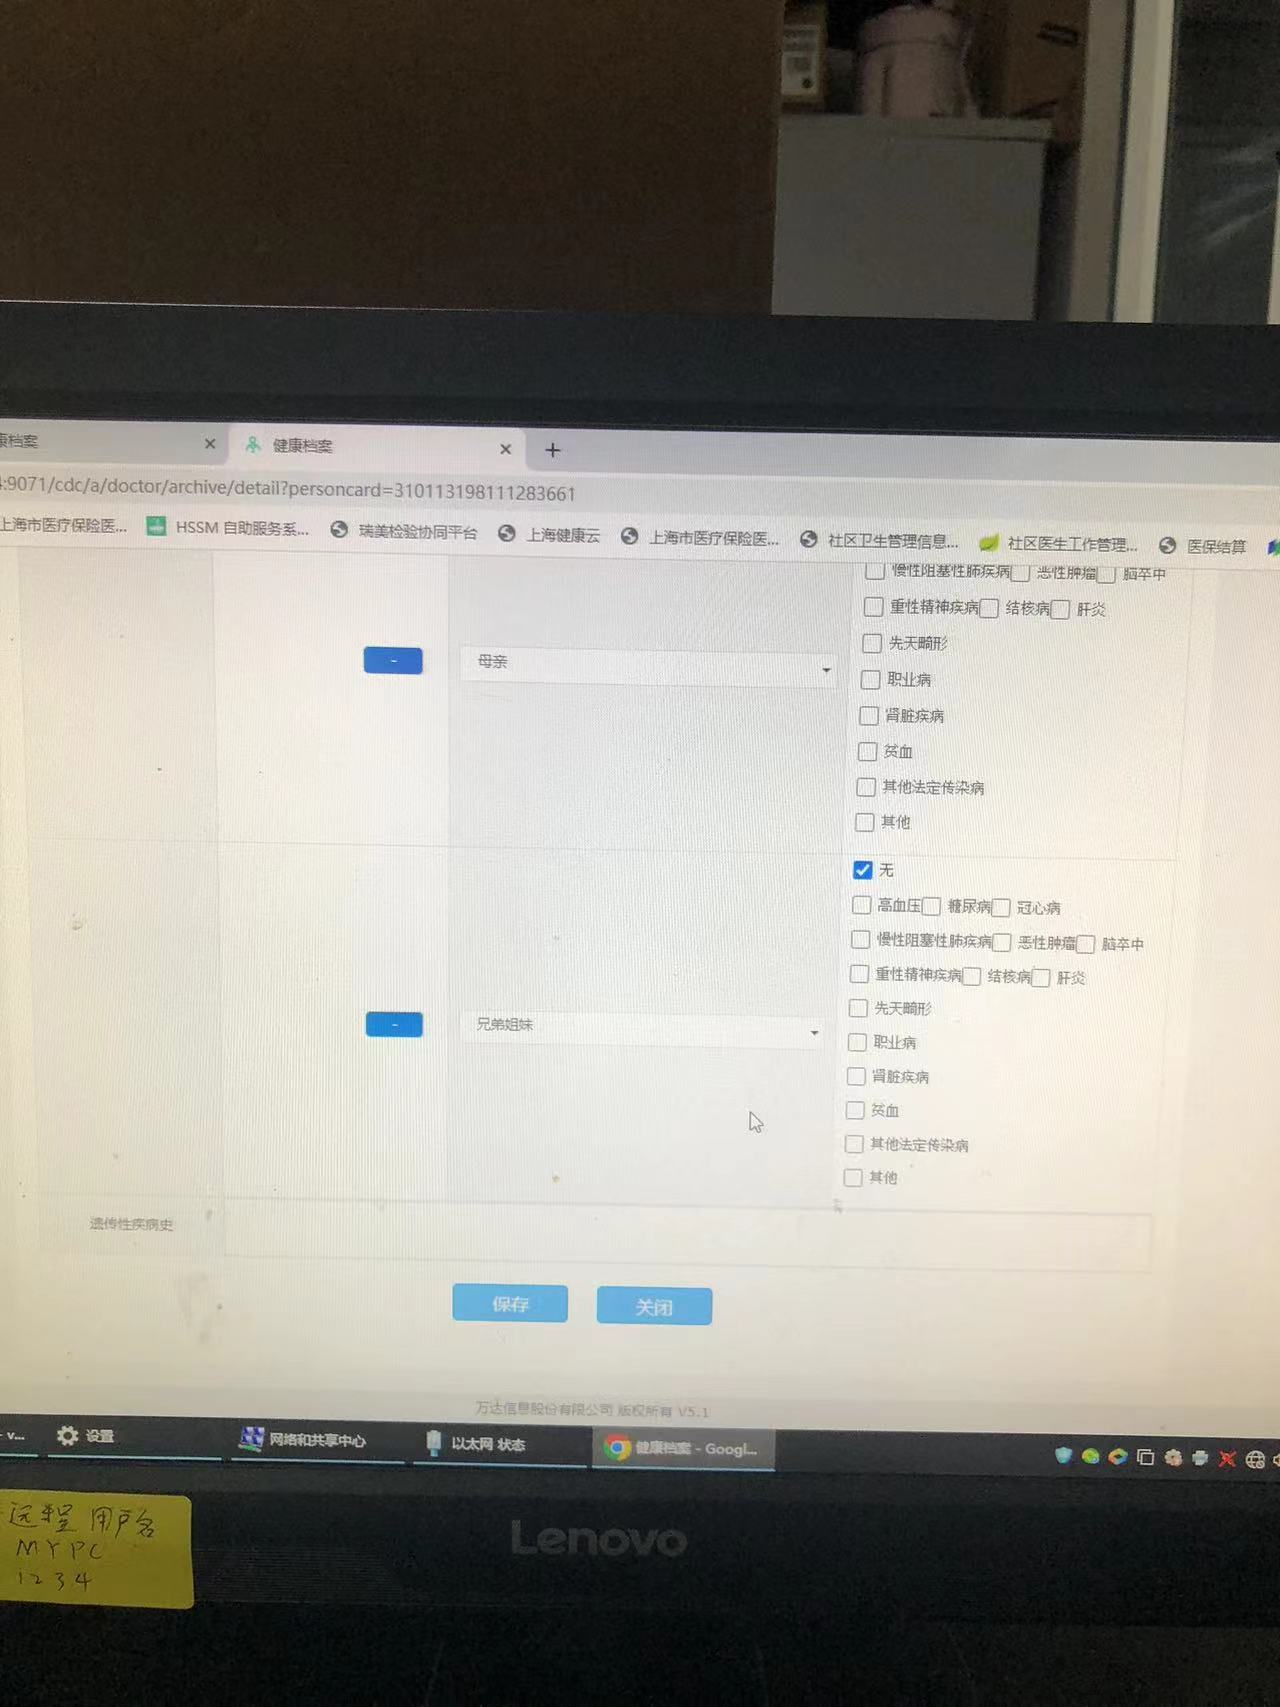 康档案
健康档案
:9071/cdc/a/doctor/archive/detail?personcard=310113198111283661
上海市医疗保险医... HSSM 自助服务系... 瑞美检验协同平台 上海健康云 上海市医疗保险医... 社区卫生管理信息... 社区医生工作管理... 医保结算
慢性阻塞性肺疾病 恶性肿瘤 脑卒中
重性精神疾病 结核病 肝炎
- 母亲 先天畸形
职业病
肾脏疾病
贫血
其他法定传染病
其他
无
高血压 糖尿病 冠心病
慢性阻塞性肺疾病 恶性肿瘤 脑卒中
重性精神疾病 结核病 肝炎
先天畸形
- 兄弟姐妹 职业病
肾脏疾病
贫血
其他法定传染病
其他
遗传性疾病史
保存 关闭
万达信息股份有限公司 版权所有 V5.1
- v... 设置 网络和共享中心 以太网 状态 健康档案 - Googl...
Lenovo
远程 用户名
MYPC
1234